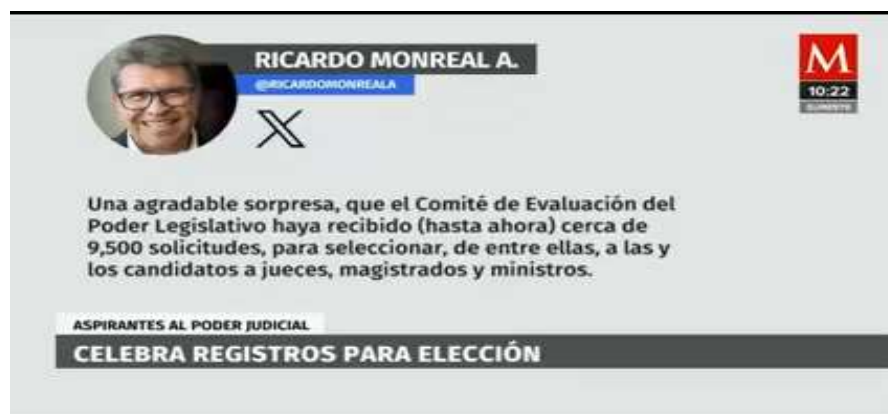 RICARDO MONREAL A.
@RICARDOMONREALA
X
M
10:22
Una agradable sorpresa, que el Comité de Evaluación del
Poder Legislativo haya recibido (hasta ahora) cerca de
9,500 solicitudes, para seleccionar, de entre ellas, a las y
los candidatos a jueces, magistrados y ministros.
ASPIRANTES AL PODER JUDICIAL
CELEBRA REGISTROS PARA ELECCIÓN